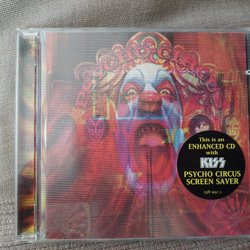 This is an
ENHANCED CD
with
KISS
PSYCHO CIRCUS
SCREEN SAVER